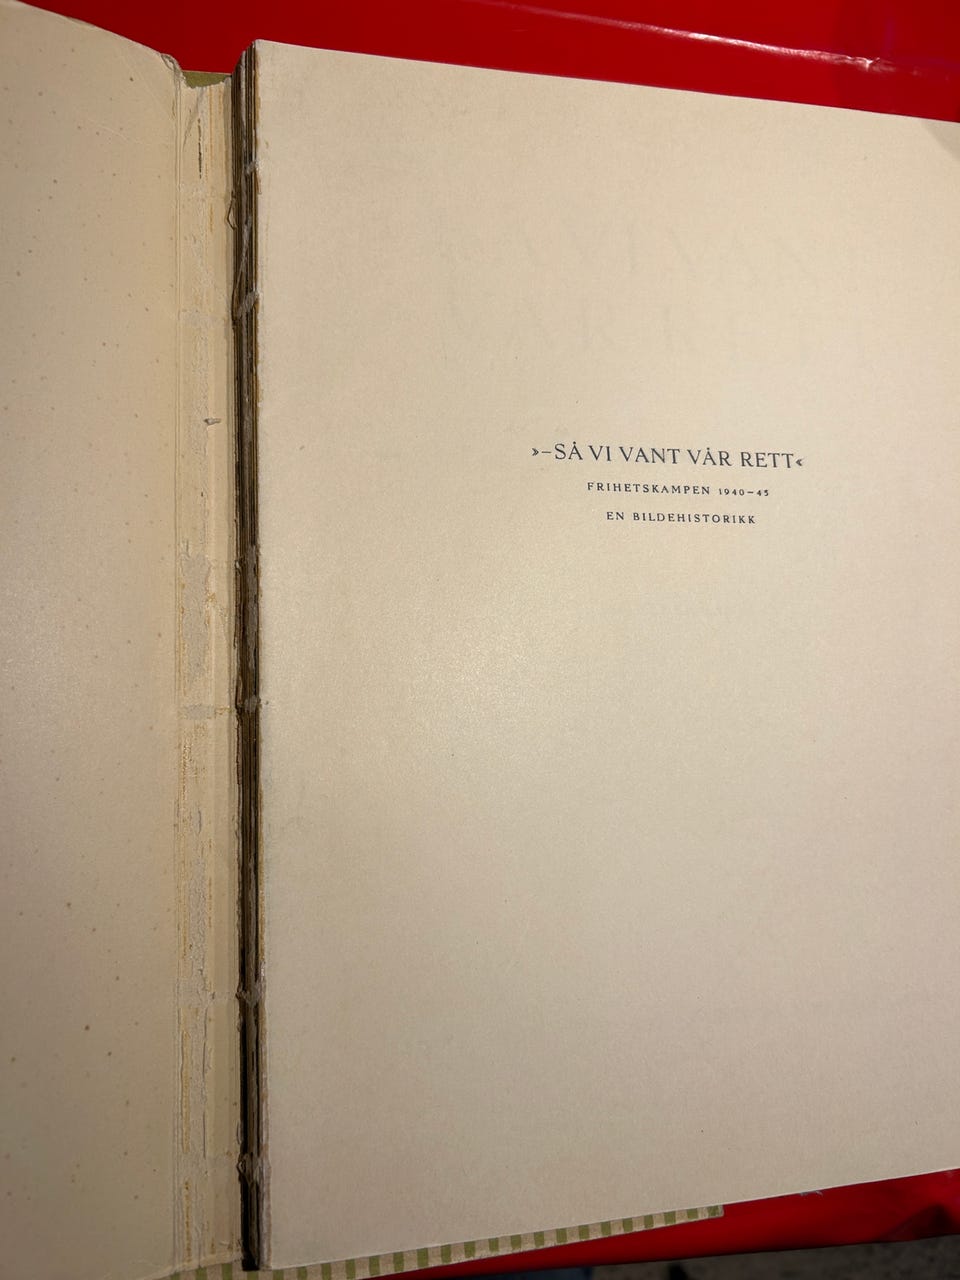 »–SÅ VI VANT VÅR RETT«
FRIHETSKAMPEN 1940–45
EN BILDEHISTORIKK